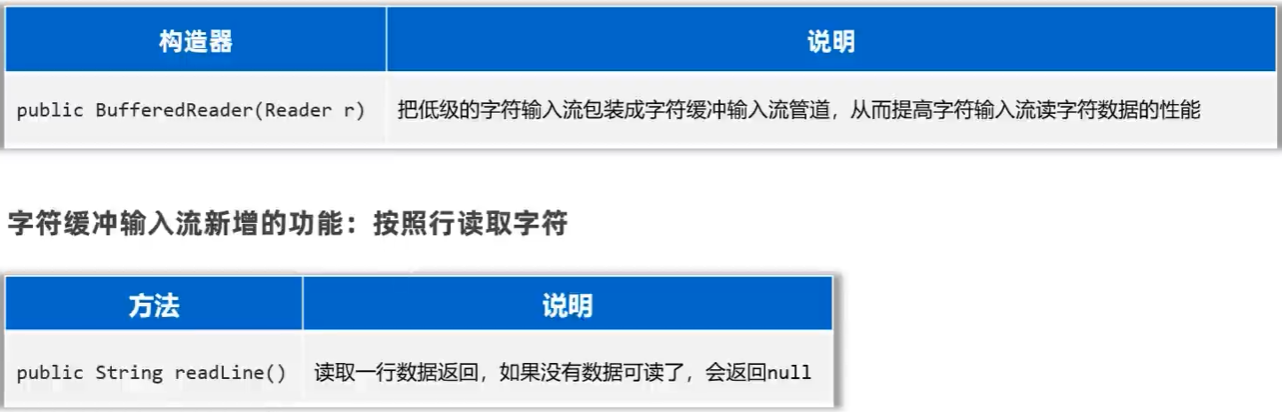 构造器 说明
public BufferedReader(Reader r) 把低级的字符输入流包装成字符缓冲输入流管道，从而提高字符输入流读字符数据的性能
字符缓冲输入流新增的功能：按照行读取字符
方法 说明
public String readLine() 读取一行数据返回，如果没有数据可读了，会返回null